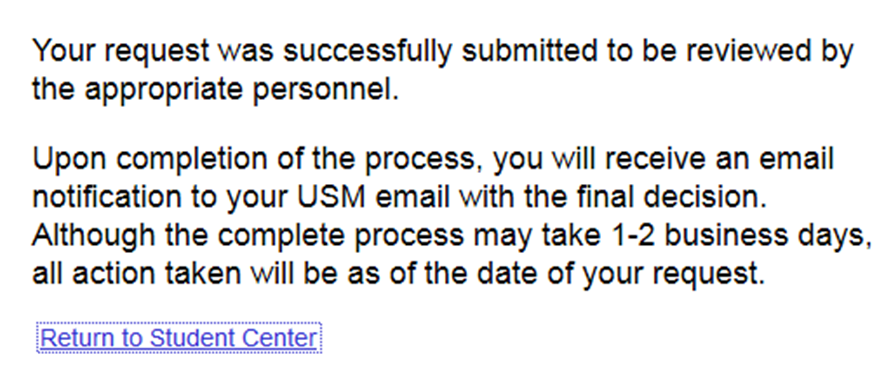 Your request was successfully submitted to be reviewed by
the appropriate personnel.
Upon completion of the process, you will receive an email
notification to your USM email with the final decision.
Although the complete process may take 1-2 business days,
all action taken will be as of the date of your request.
Return to Student Center